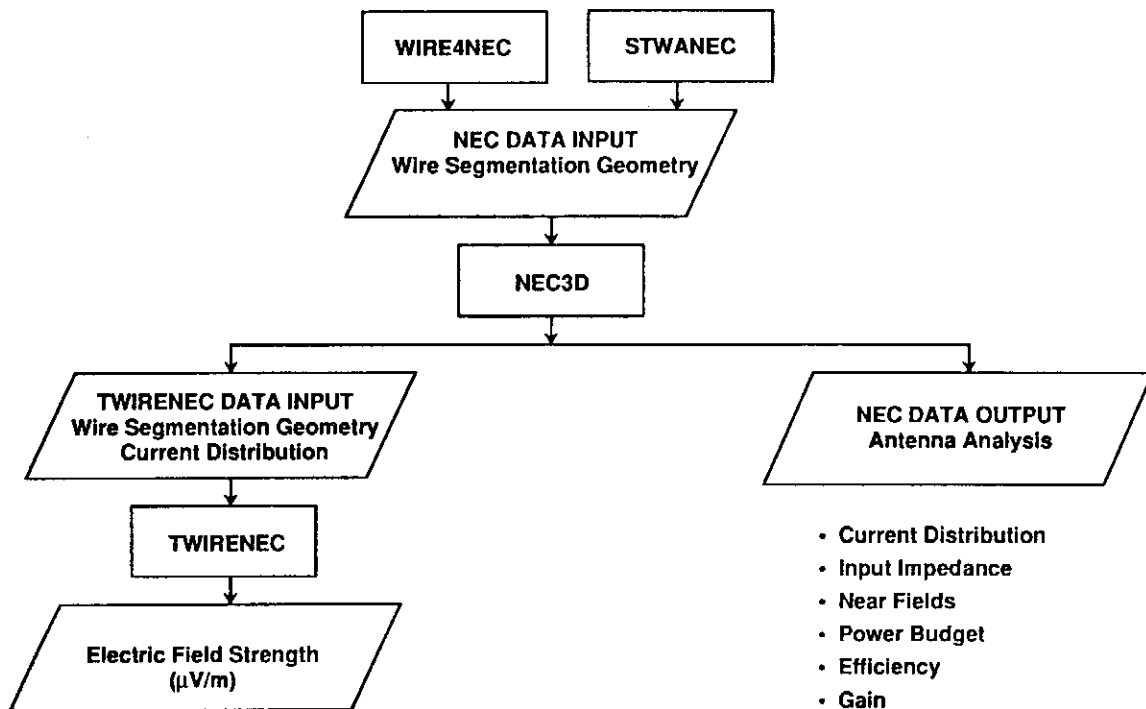 WIRE4NEC
STWANEC
NEC DATA INPUT
Wire Segmentation Geometry
NEC3D
TWIRENEC DATA INPUT
Wire Segmentation Geometry
Current Distribution
NEC DATA OUTPUT
Antenna Analysis
TWIRENEC
Electric Field Strength
(μV/m)
• Current Distribution
• Input Impedance
• Near Fields
• Power Budget
• Efficiency
• Gain